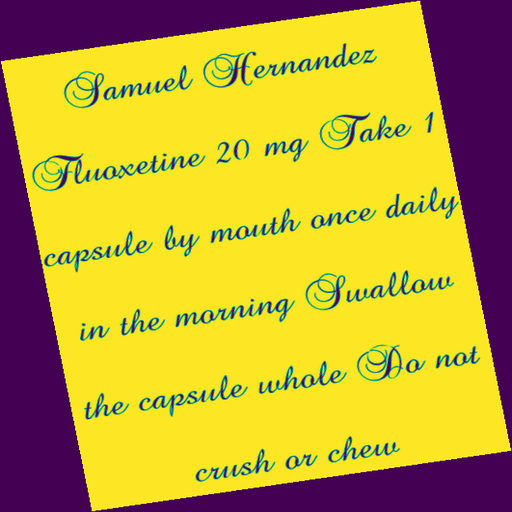 Samuel Hernandez
Fluoxetine 20 mg Take 1
capsule by mouth once daily
in the morning Swallow
the capsule whole Do not
crush or chew